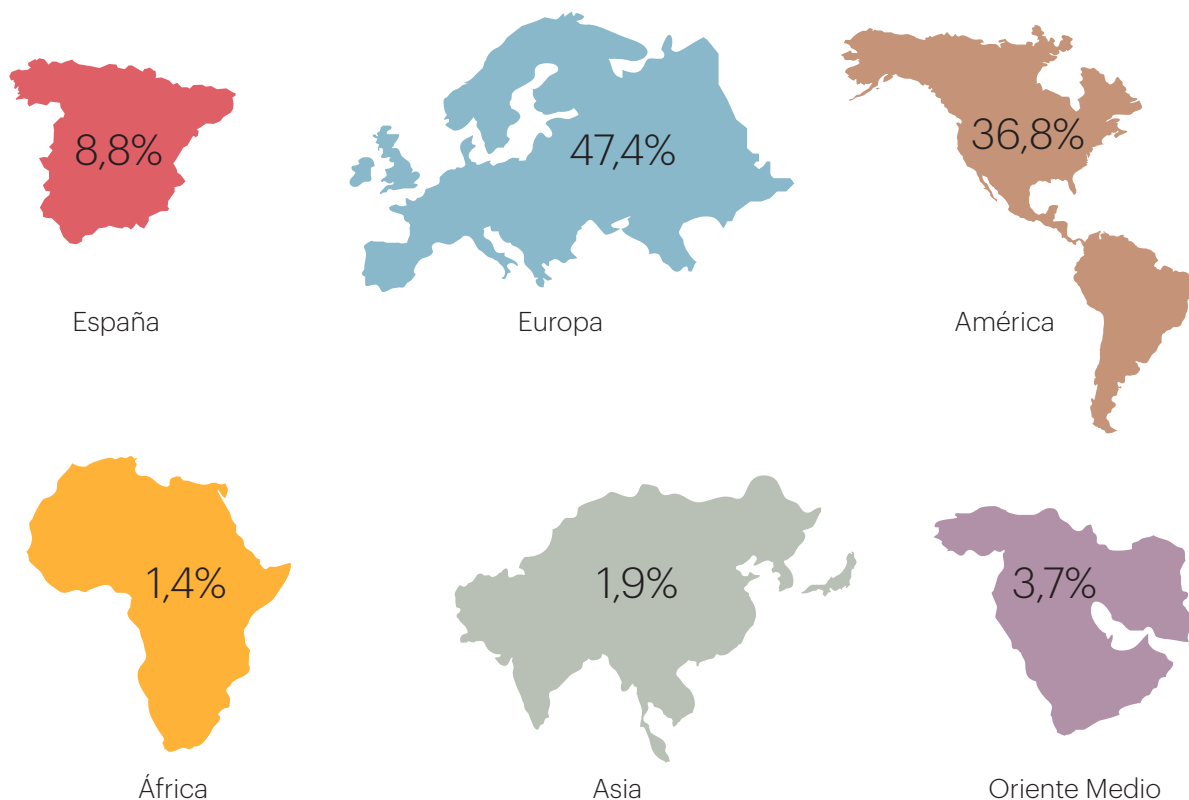 8,8%
España
47,4%
Europa
36,8%
América
1,4%
África
1,9%
Asia
3,7%
Oriente Medio